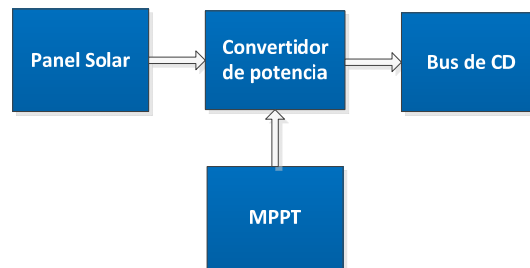 Panel Solar
Convertidor
de potencia
Bus de CD
MPPT